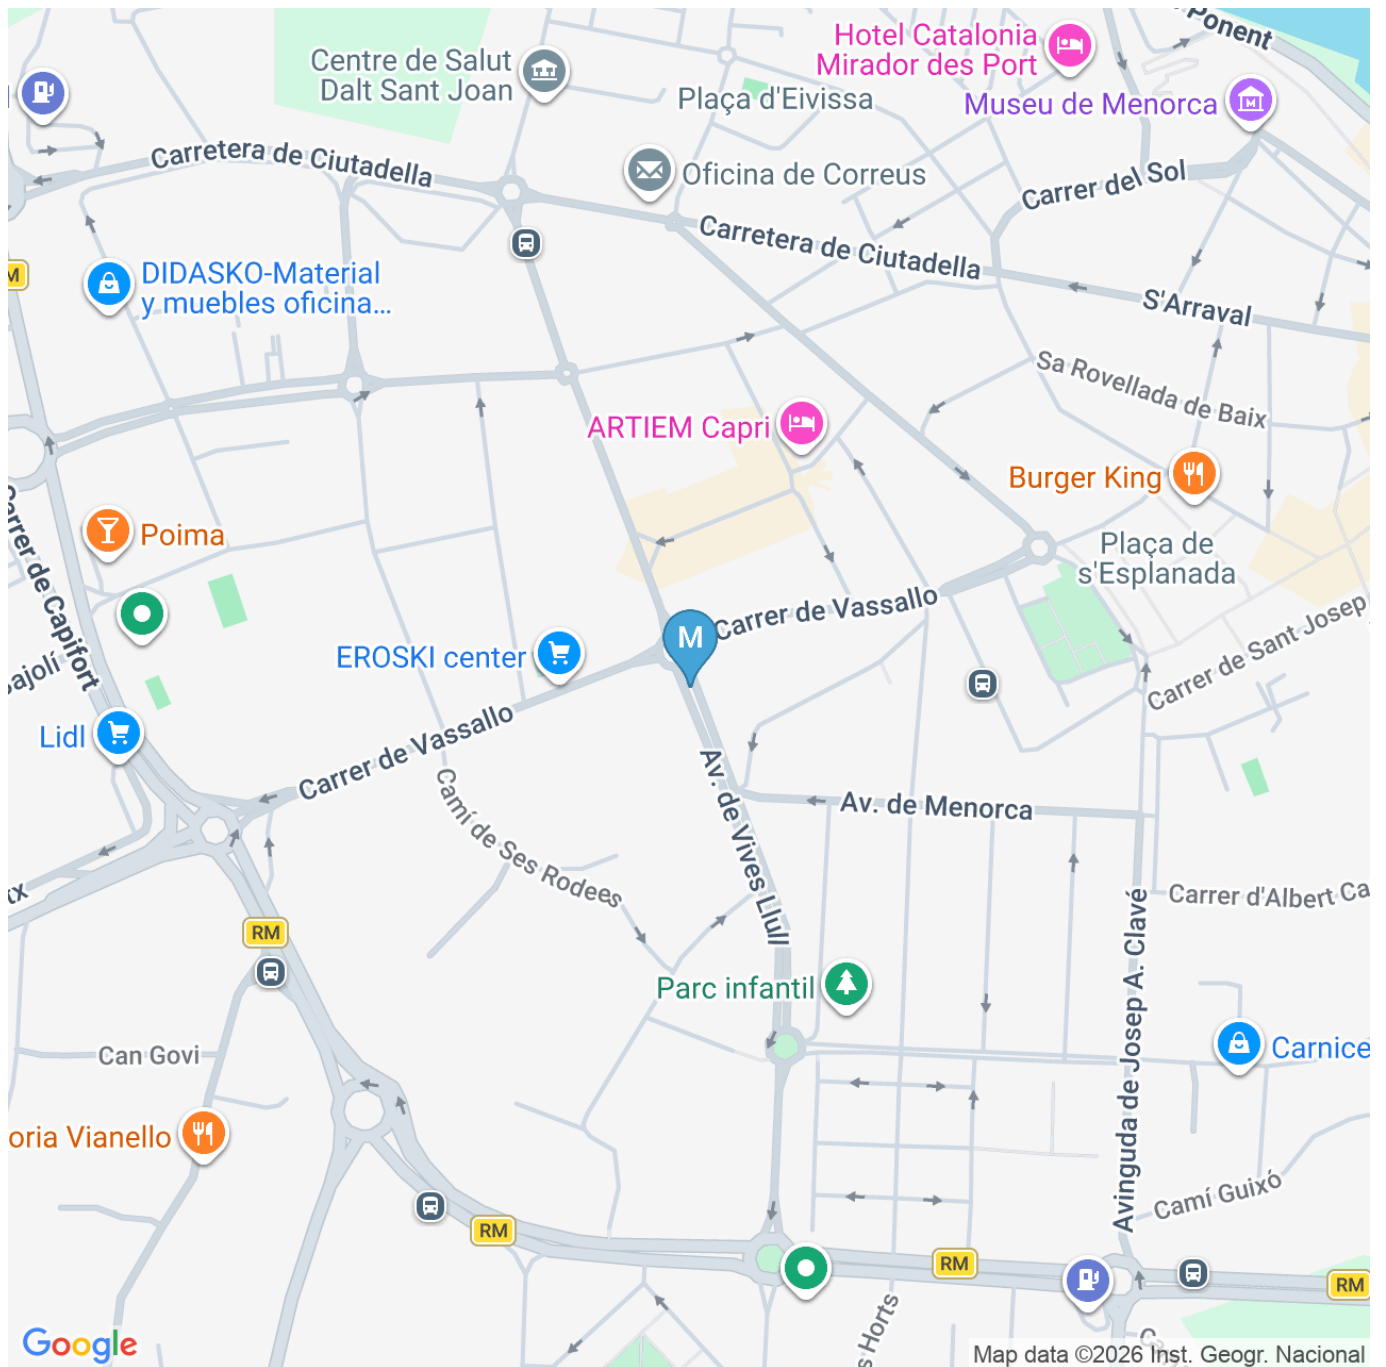 Ponent
Hotel Catalonia
Mirador des Port
Centre de Salut
Dalt Sant Joan
Plaça d'Eivissa
Museu de Menorca
Carretera de Ciutadella
Oficina de Correus
Carrer del Sol
Carretera de Ciutadella
M
DIDASKO-Material
y muebles oficina...
S'Arraval
Sa Rovellada de Baix
ARTIEM Capri
Burger King
Poima
Plaça de
s'Esplanada
Carrer de Capifort
Carrer de Vassallo
M
EROSKI center
Carrer de Sant Josep
ajolí
Lidl
Carrer de Vassallo
Av. de Vives Llull
Av. de Menorca
Camí de Ses Rodees
tx
Carrer d'Albert Ca
RM
Avinguda de Josep A. Clavé
Parc infantil
Can Govi
Carnice
oria Vianello
Camí Guixó
RM
RM
RM
s Horts
Google
Map data ©2026 Inst. Geogr. Nacional